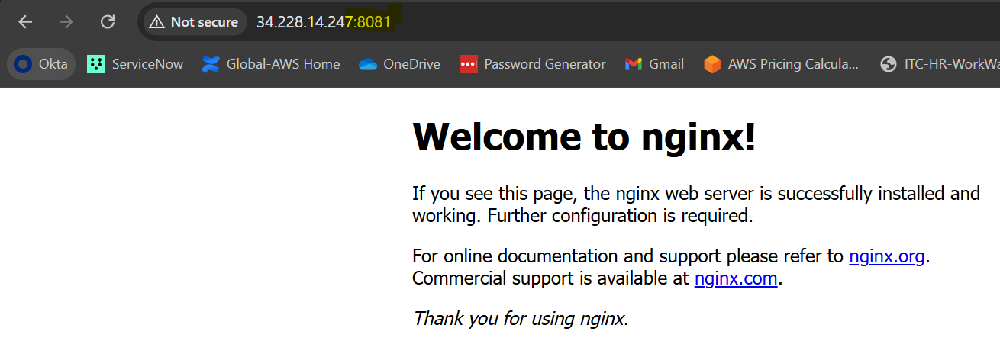 Not secure 34.228.14.247:8081
Okta ServiceNow Global-AWS Home OneDrive Password Generator Gmail AWS Pricing Calcula... ITC-HR-WorkWa
Welcome to nginx!
If you see this page, the nginx web server is successfully installed and
working. Further configuration is required.
For online documentation and support please refer to nginx.org.
Commercial support is available at nginx.com.
Thank you for using nginx.